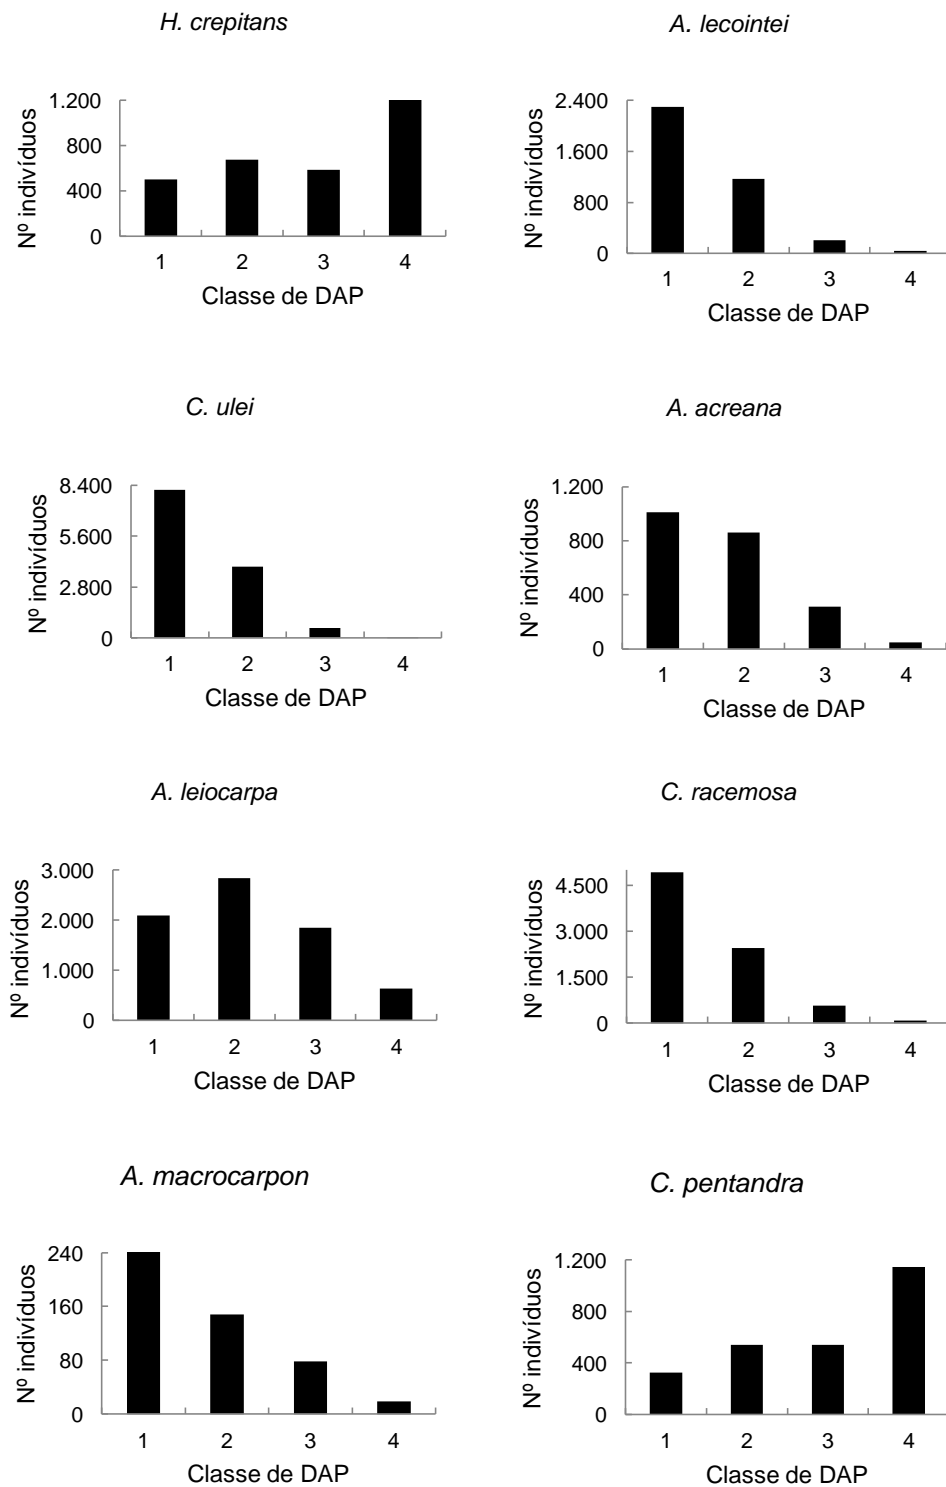 H. crepitans
Nº indivíduos
1.200
800
400
0
1 2 3 4
Classe de DAP
A. lecointei
Nº indivíduos
2.400
1.600
800
0
1 2 3 4
Classe de DAP
C. ulei
Nº indivíduos
8.400
5.600
2.800
0
1 2 3 4
Classe de DAP
A. acreana
Nº indivíduos
1.200
800
400
0
1 2 3 4
Classe de DAP
A. leiocarpa
Nº indivíduos
3.000
2.000
1.000
0
1 2 3 4
Classe de DAP
C. racemosa
Nº indivíduos
4.500
3.000
1.500
0
1 2 3 4
Classe de DAP
A. macrocarpon
Nº indivíduos
240
160
80
0
1 2 3 4
Classe de DAP
C. pentandra
Nº indivíduos
1.200
800
400
0
1 2 3 4
Classe de DAP